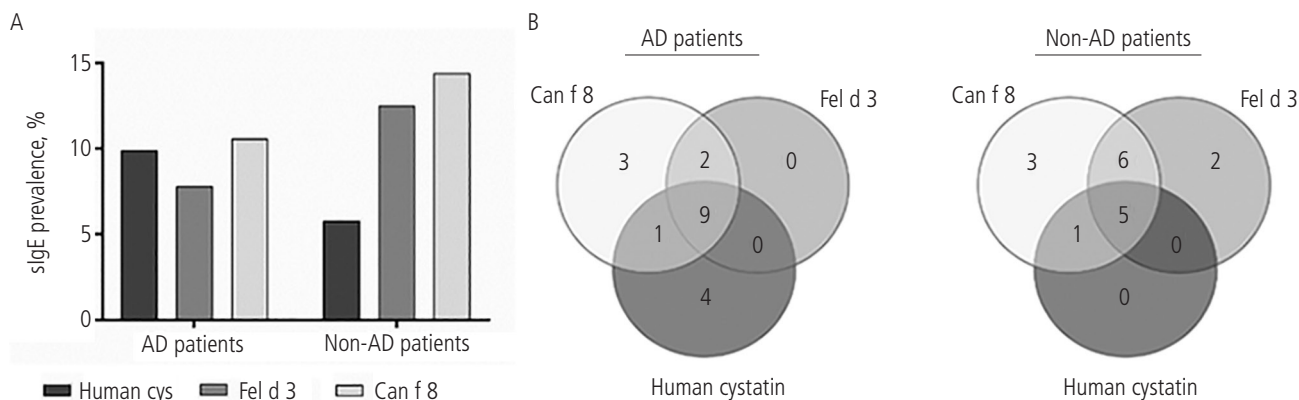 A
sIgE prevalence, %
15
10
5
0
AD patients
Non-AD patients
Human cys
Fel d 3
Can f 8
B
AD patients
Can f 8
Fel d 3
3
2
0
9
1
0
4
Human cystatin
Non-AD patients
Can f 8
Fel d 3
3
6
2
5
1
0
0
Human cystatin